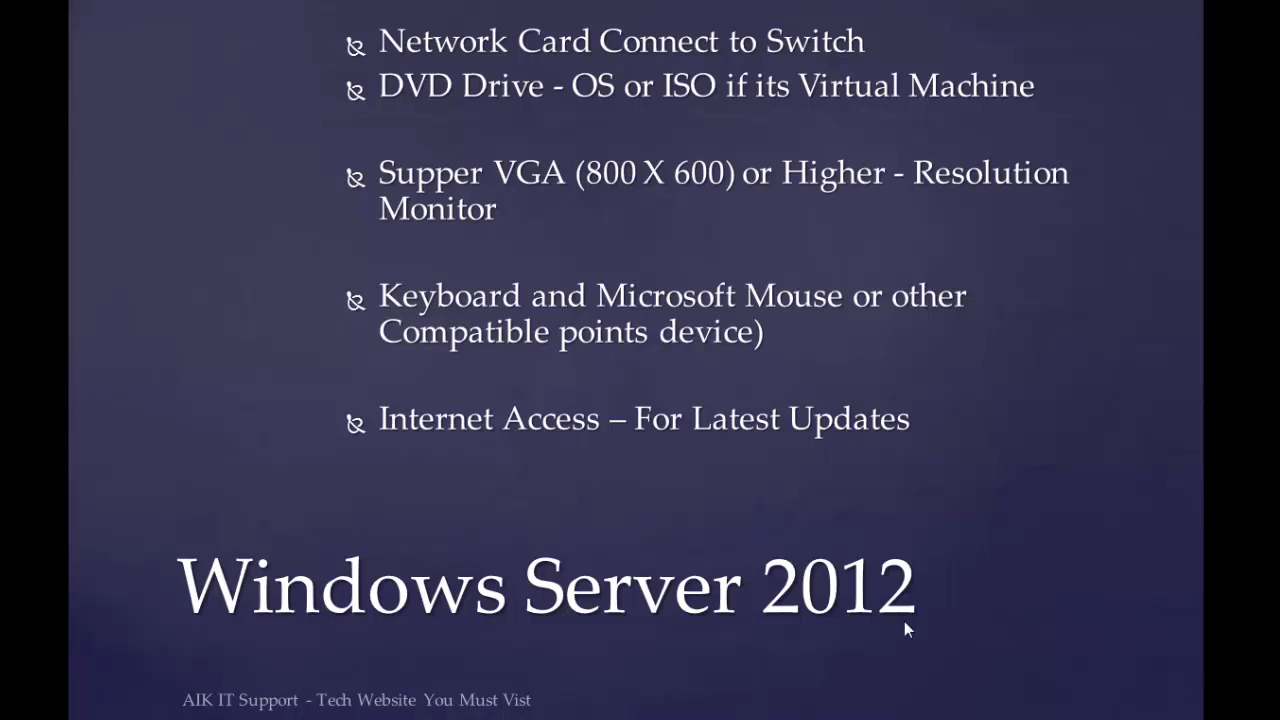 Network Card Connect to Switch
DVD Drive - OS or ISO if its Virtual Machine
Supper VGA (800 X 600) or Higher - Resolution
Monitor
Keyboard and Microsoft Mouse or other
Compatible points device)
Internet Access – For Latest Updates
Windows Server 2012
AIK IT Support - Tech Website You Must Vist